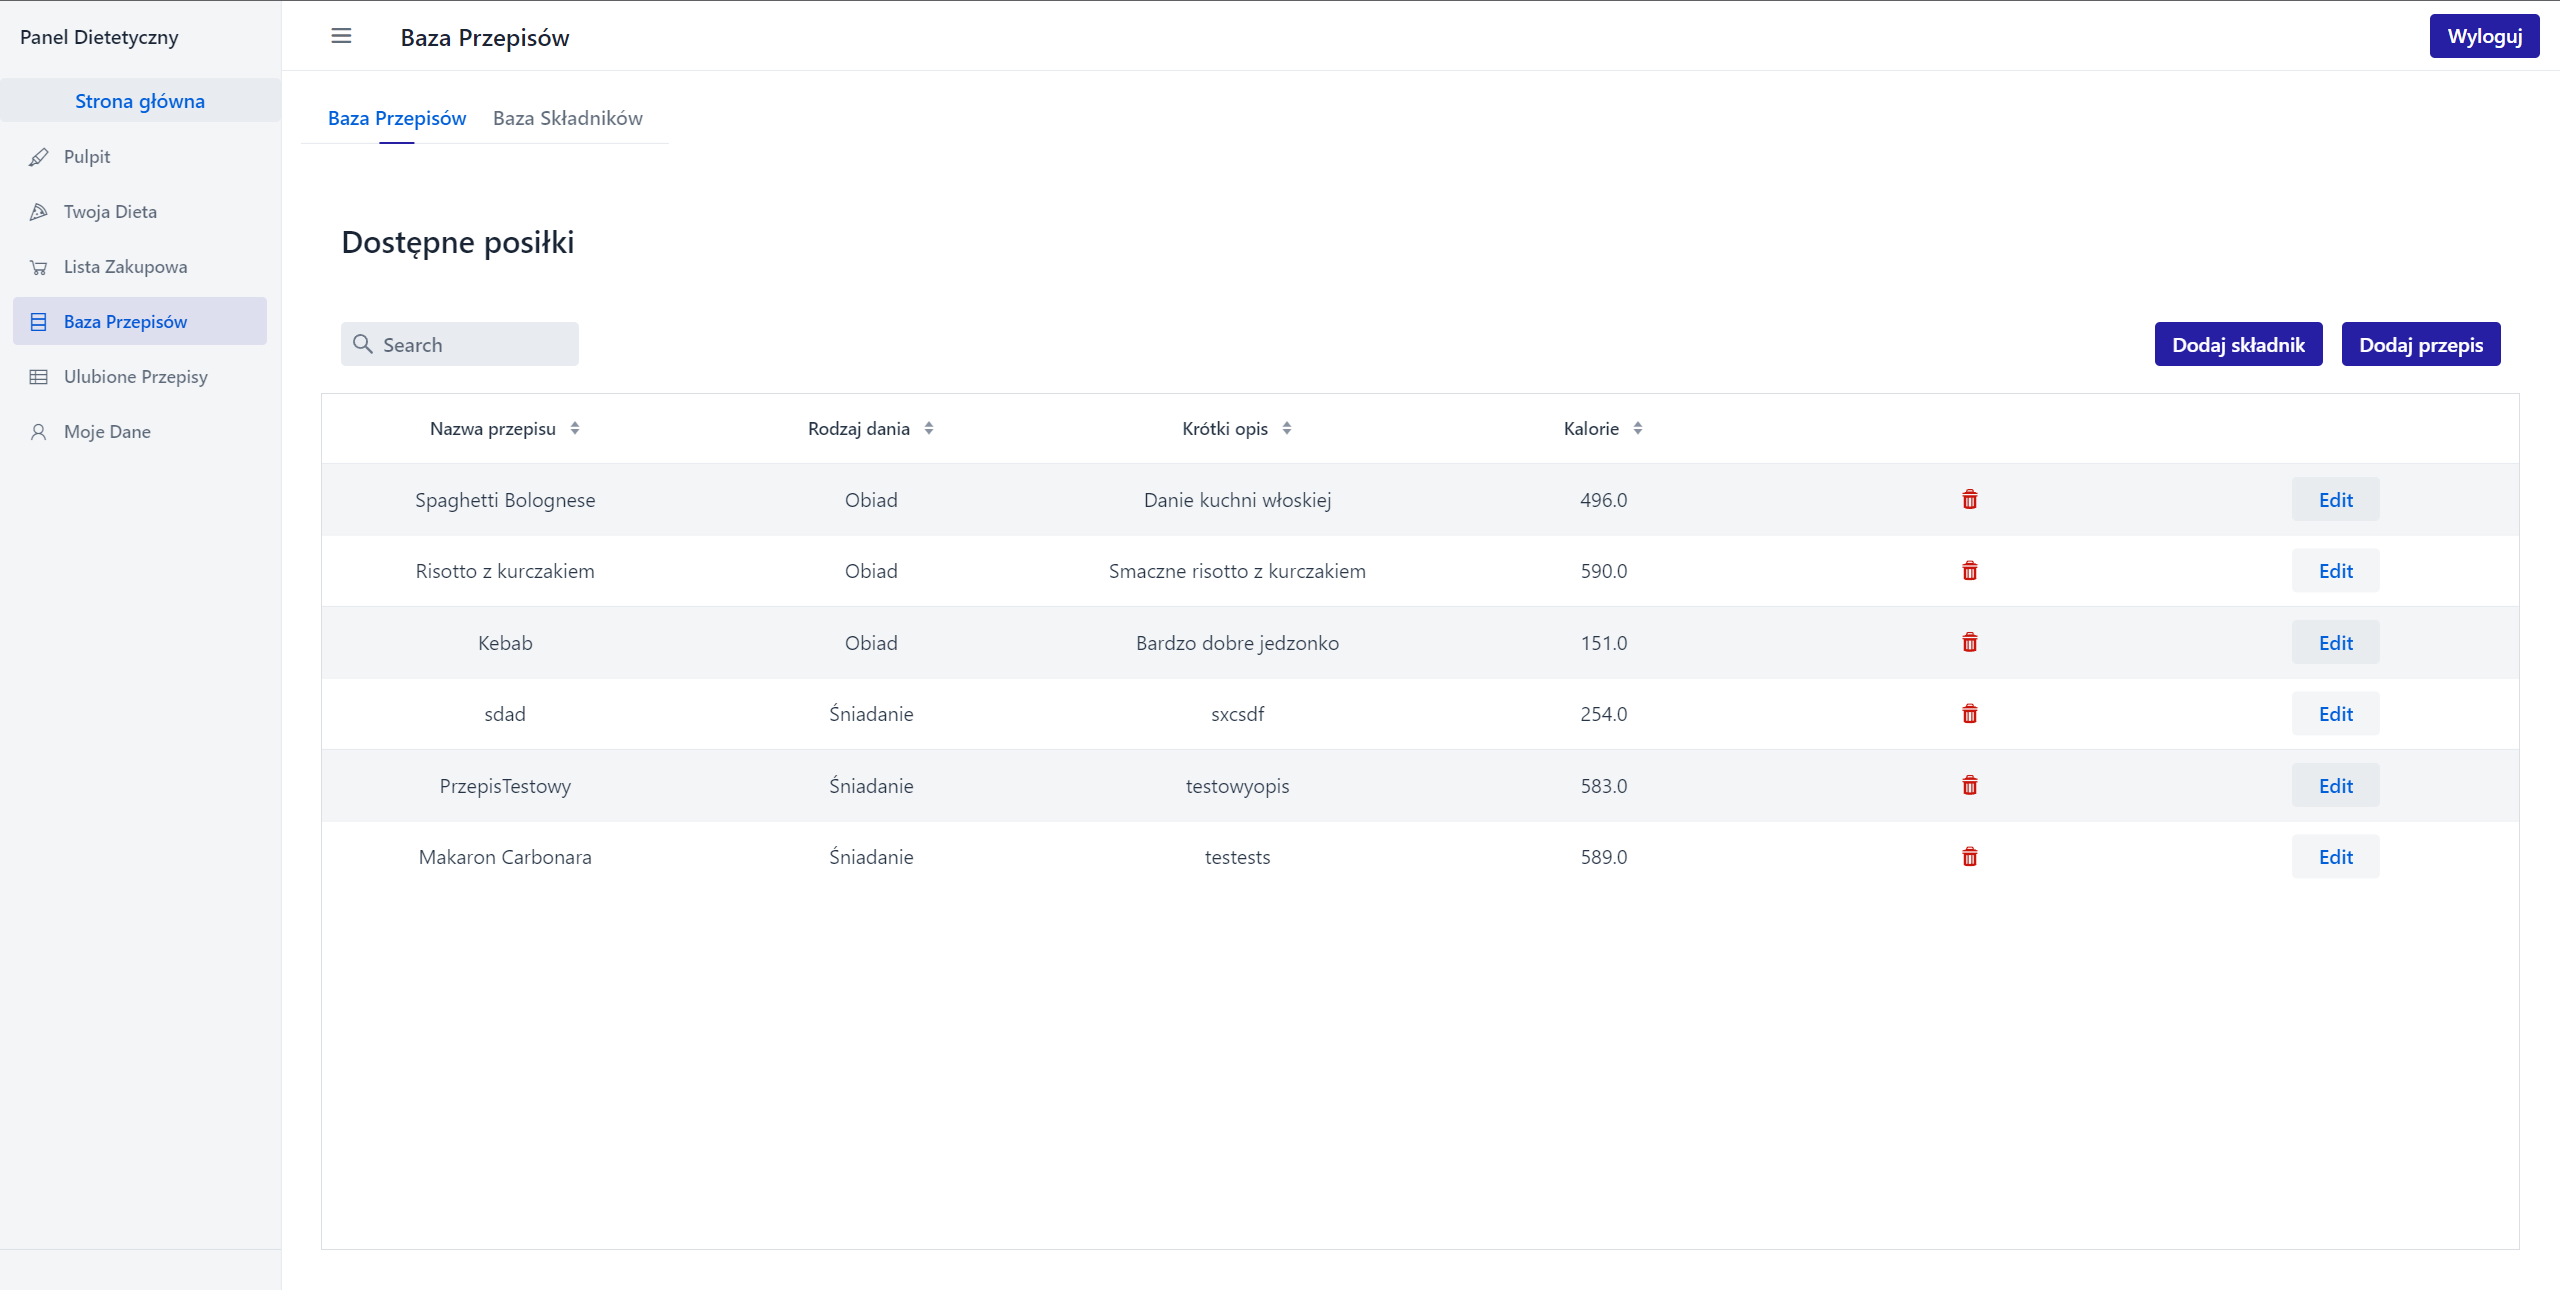 Panel Dietetyczny
Baza Przepisów
Wyloguj
Strona główna
Pulpit
Twoja Dieta
Lista Zakupowa
Baza Przepisów
Ulubione Przepisy
Moje Dane
Baza Przepisów Baza Składników
Dostępne posiłki
Search
Dodaj składnik
Dodaj przepis
Nazwa przepisu Rodzaj dania Krótki opis Kalorie
Spaghetti Bolognese Obiad Danie kuchni włoskiej 496.0 Edit
Risotto z kurczakiem Obiad Smaczne risotto z kurczakiem 590.0 Edit
Kebab Obiad Bardzo dobre jedzonko 151.0 Edit
sdad Śniadanie sxcsdf 254.0 Edit
PrzepisTestowy Śniadanie testowyopis 583.0 Edit
Makaron Carbonara Śniadanie testests 589.0 Edit